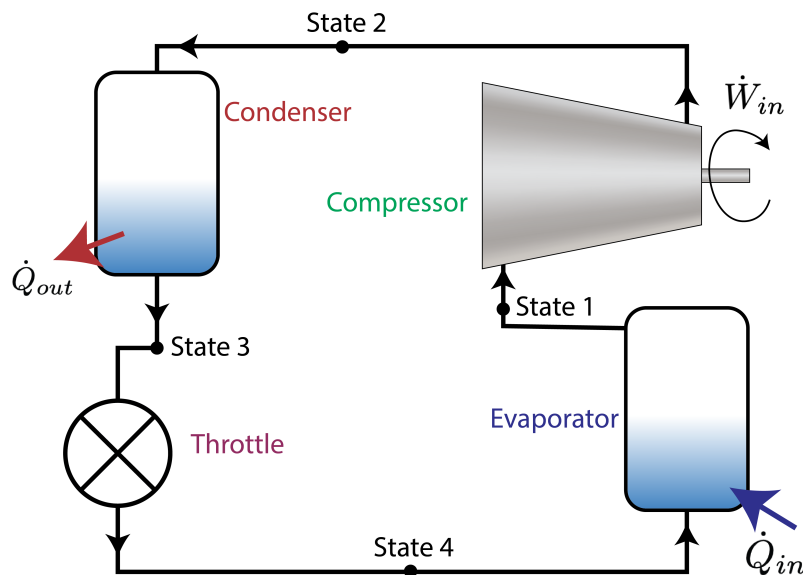 State 2
Condenser
Ẇin
Compressor
Q̇out
State 1
State 3
Evaporator
Throttle
State 4
Q̇in